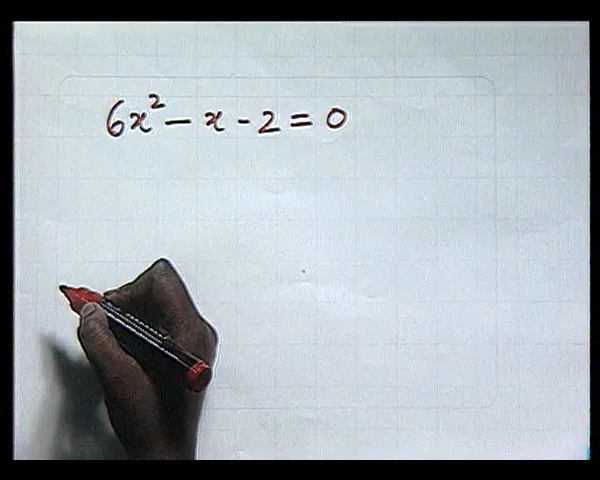 6x² - x - 2 = 0